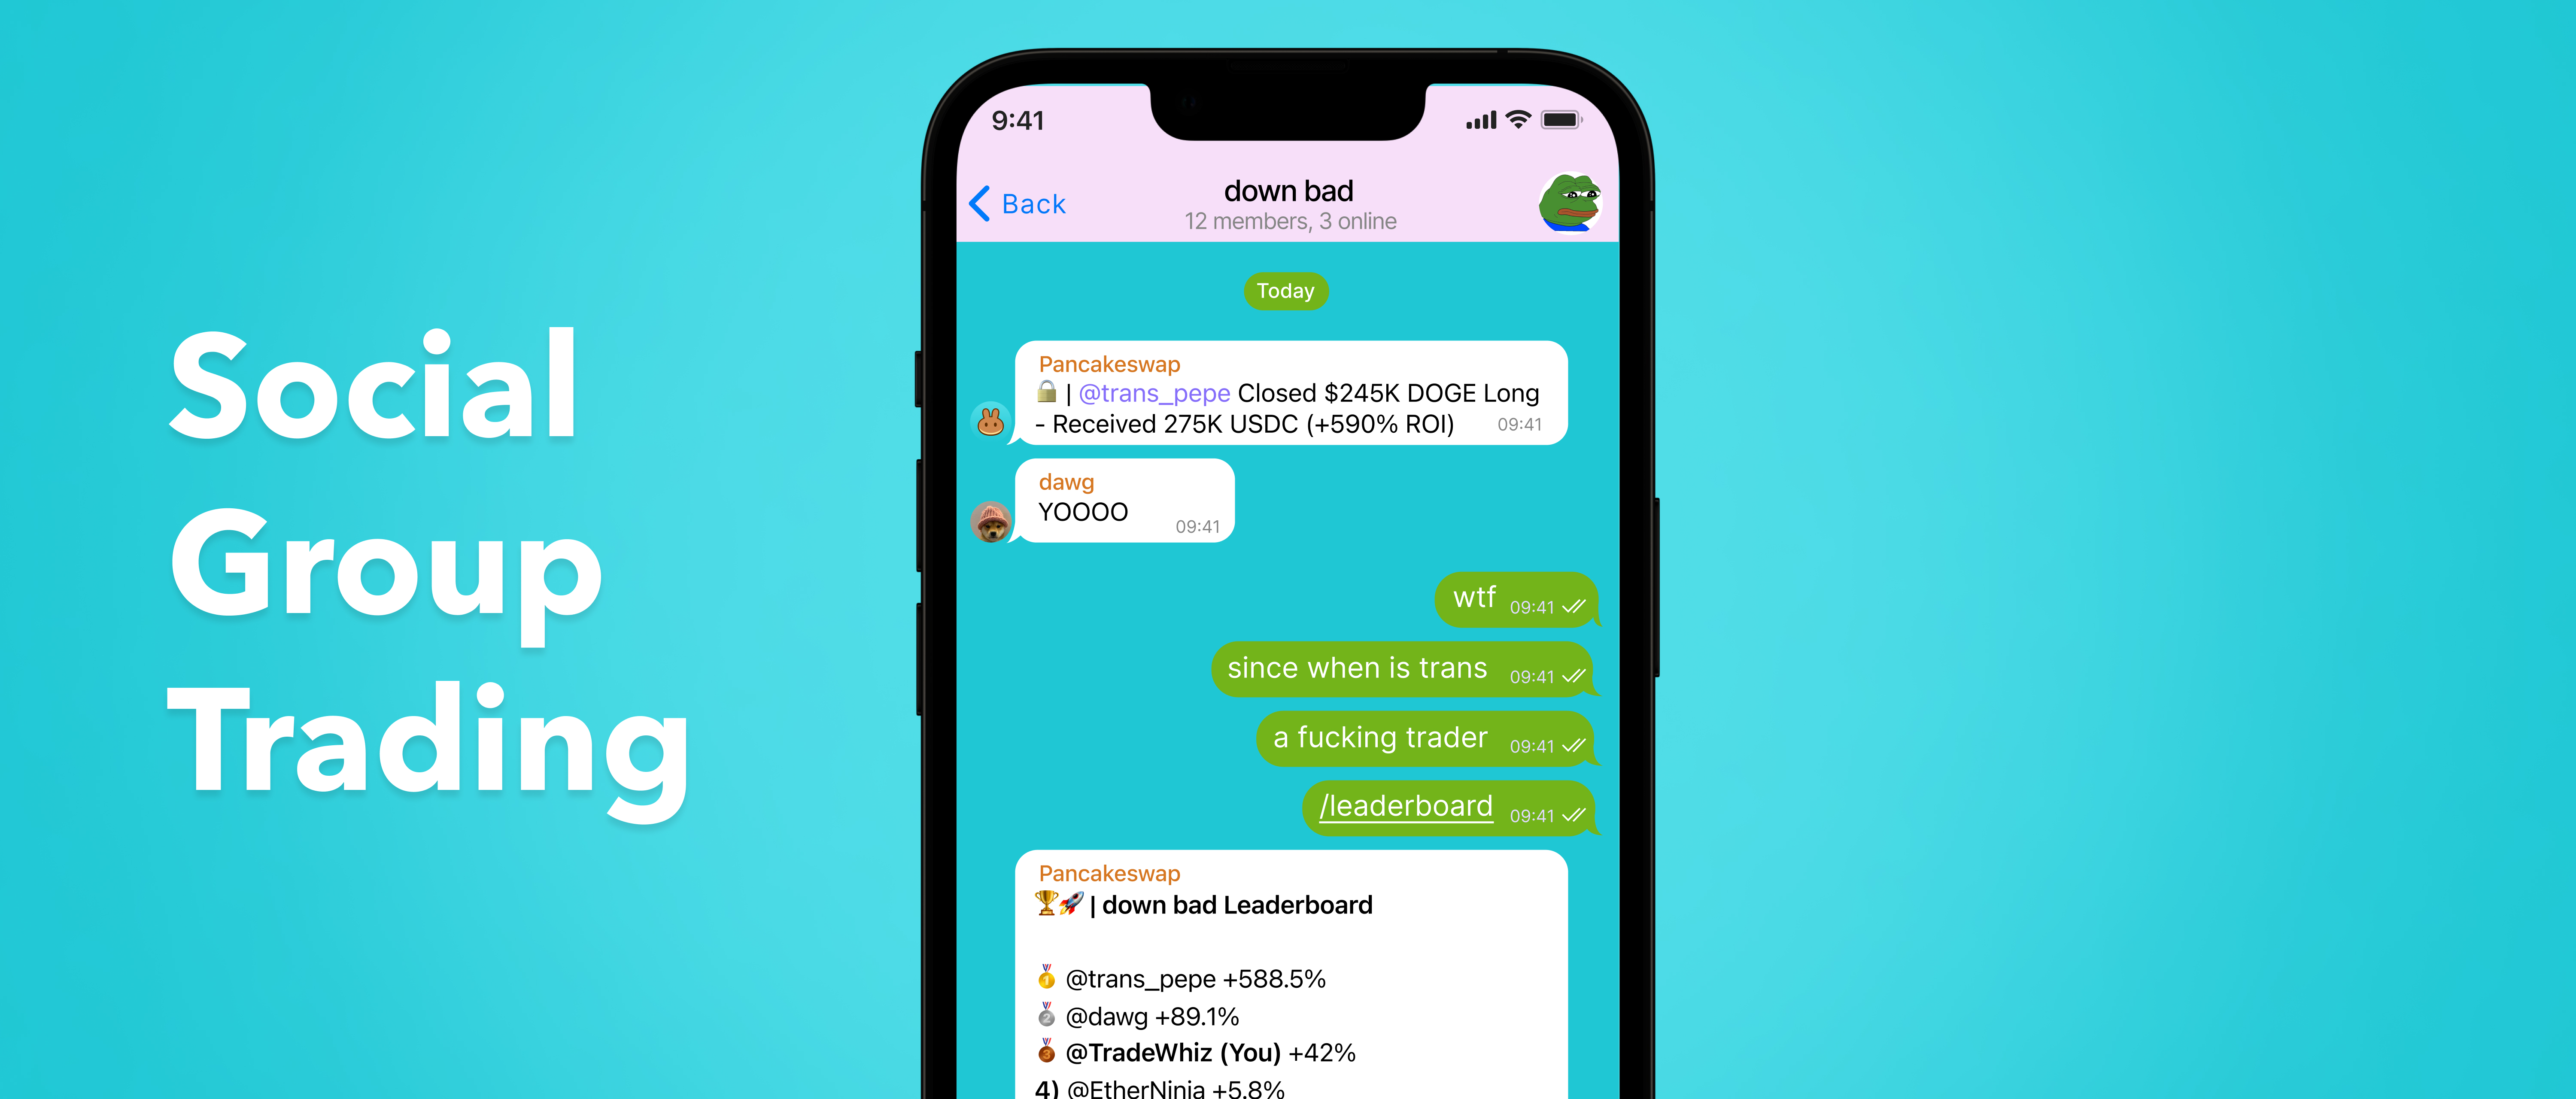 Social
Group
Trading
9:41
Back
down bad
12 members, 3 online
Today
Pancakeswap
🔒 | @trans_pepe Closed $245K DOGE Long
- Received 275K USDC (+590% ROI) 09:41
dawg
YOOOO 09:41
wtf 09:41
since when is trans 09:41
a fucking trader 09:41
/leaderboard 09:41
Pancakeswap
🏆🚀 | down bad Leaderboard
🥇 @trans_pepe +588.5%
🥈 @dawg +89.1%
🥉 @TradeWhiz (You) +42%
4) @EtherNinja +5.8%